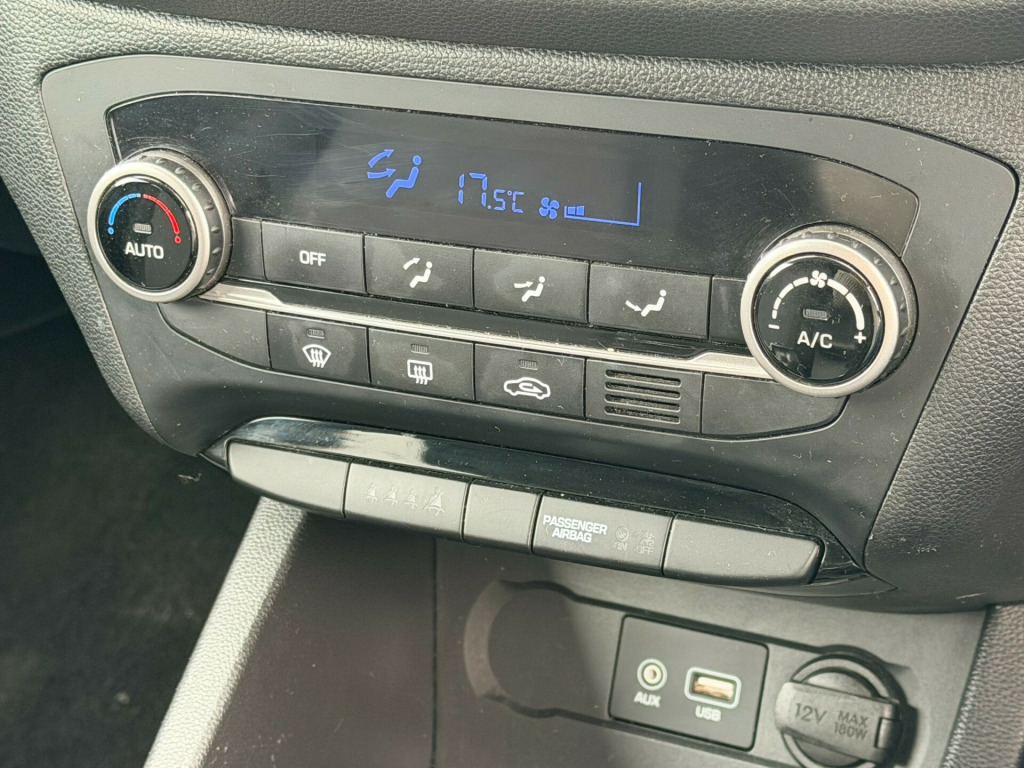 17.5°C
AUTO
OFF
A/C
- +
PASSENGER
AIRBAG
AUX
USB
12V
MAX
180W